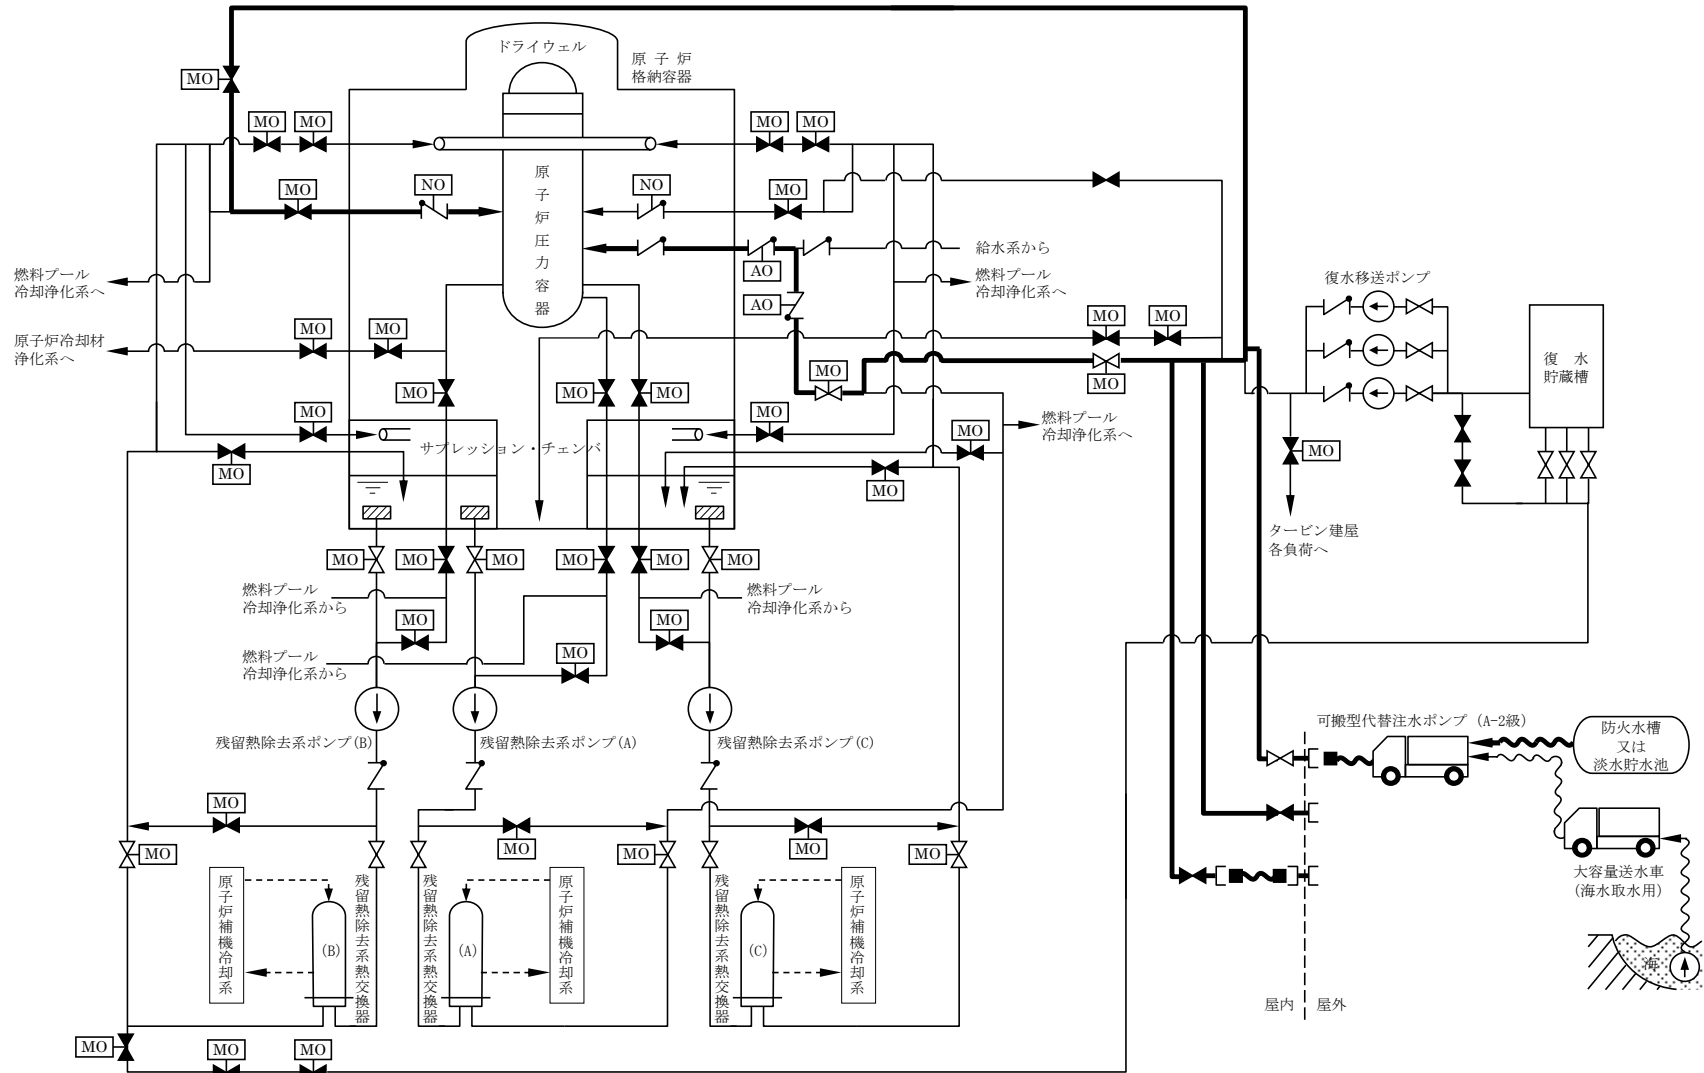 ドライウェル
原 子 炉
格納容器
MO
MO
MO
MO
MO
MO
NO
NO
MO
原子炉圧力容器
給水系から
AO
燃料プール
冷却浄化系へ
燃料プール
冷却浄化系へ
復水移送ポンプ
AO
MO
MO
MO
MO
原子炉冷却材
浄化系へ
復 水
貯蔵槽
MO
MO
MO
MO
MO
MO
MO
燃料プール
冷却浄化系へ
MO
サプレッション・チェンバ
MO
MO
MO
タービン建屋
各負荷へ
MO
MO
MO
MO
MO
MO
燃料プール
冷却浄化系から
燃料プール
冷却浄化系から
MO
MO
MO
燃料プール
冷却浄化系から
残留熱除去系ポンプ(B)
残留熱除去系ポンプ(A)
残留熱除去系ポンプ(C)
可搬型代替注水ポンプ (A-2級)
防火水槽
又は
淡水貯水池
MO
MO
MO
MO
MO
MO
大容量送水車
(海水取水用)
原子炉補機冷却系
(B)
残留熱除去系熱交換器
残留熱除去系熱交換器
(A)
原子炉補機冷却系
残留熱除去系熱交換器
(C)
原子炉補機冷却系
海
屋内
屋外
MO
MO
MO